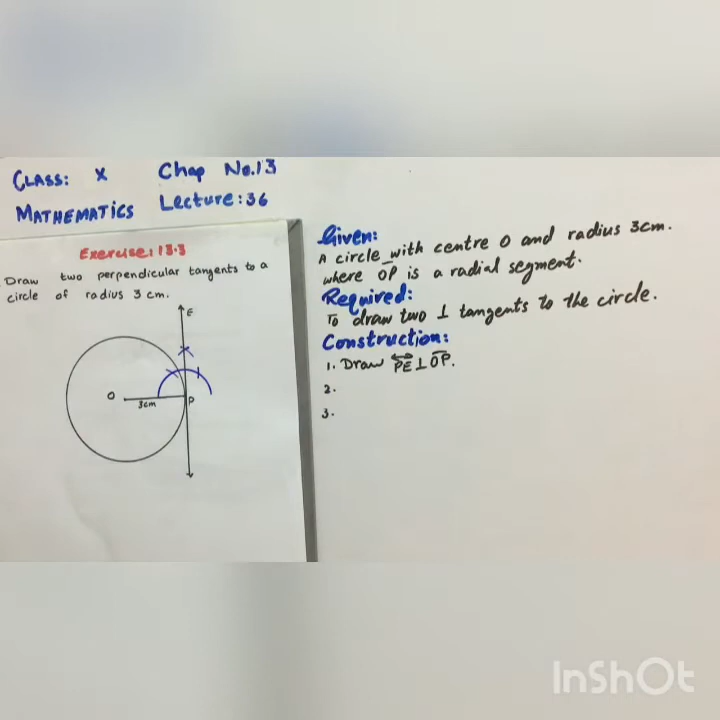 CLASS: X Chap No.13
MATHEMATICS Lecture: 36
Exercise: 13.3
Draw two perpendicular tangents to a
circle of radius 3 cm.
E
O
3cm
P
Given:
A circle with centre O and radius 3cm.
where OP is a radial segment.
Required:
To draw two ⊥ tangents to the circle.
Construction:
1. Draw PE ⊥ OP.
2.
3.
InShOt